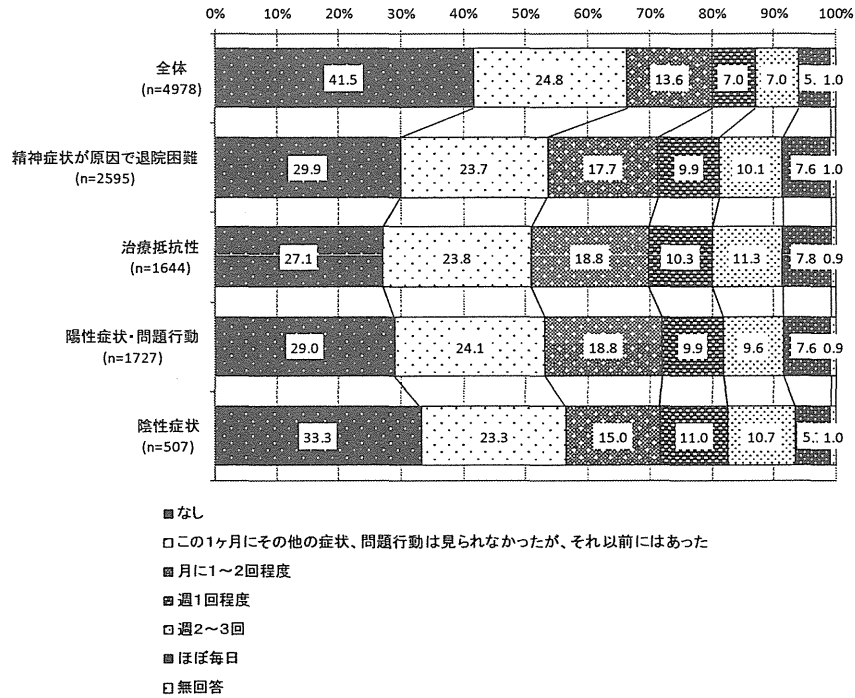 0% 10% 20% 30% 40% 50% 60% 70% 80% 90% 100%
全体
(n=4978)
41.5 24.8 13.6 7.0 7.0 5. 1.0
精神症状が原因で退院困難
(n=2595)
29.9 23.7 17.7 9.9 10.1 7.6 1.0
治療抵抗性
(n=1644)
27.1 23.8 18.8 10.3 11.3 7.8 0.9
陽性症状・問題行動
(n=1727)
29.0 24.1 18.8 9.9 9.6 7.6 0.9
陰性症状
(n=507)
33.3 23.3 15.0 11.0 10.7 5. 1.0
なし
この1ヶ月にその他の症状、問題行動は見られなかったが、それ以前にはあった
月に1～2回程度
週1回程度
週2～3回
ほぼ毎日
無回答